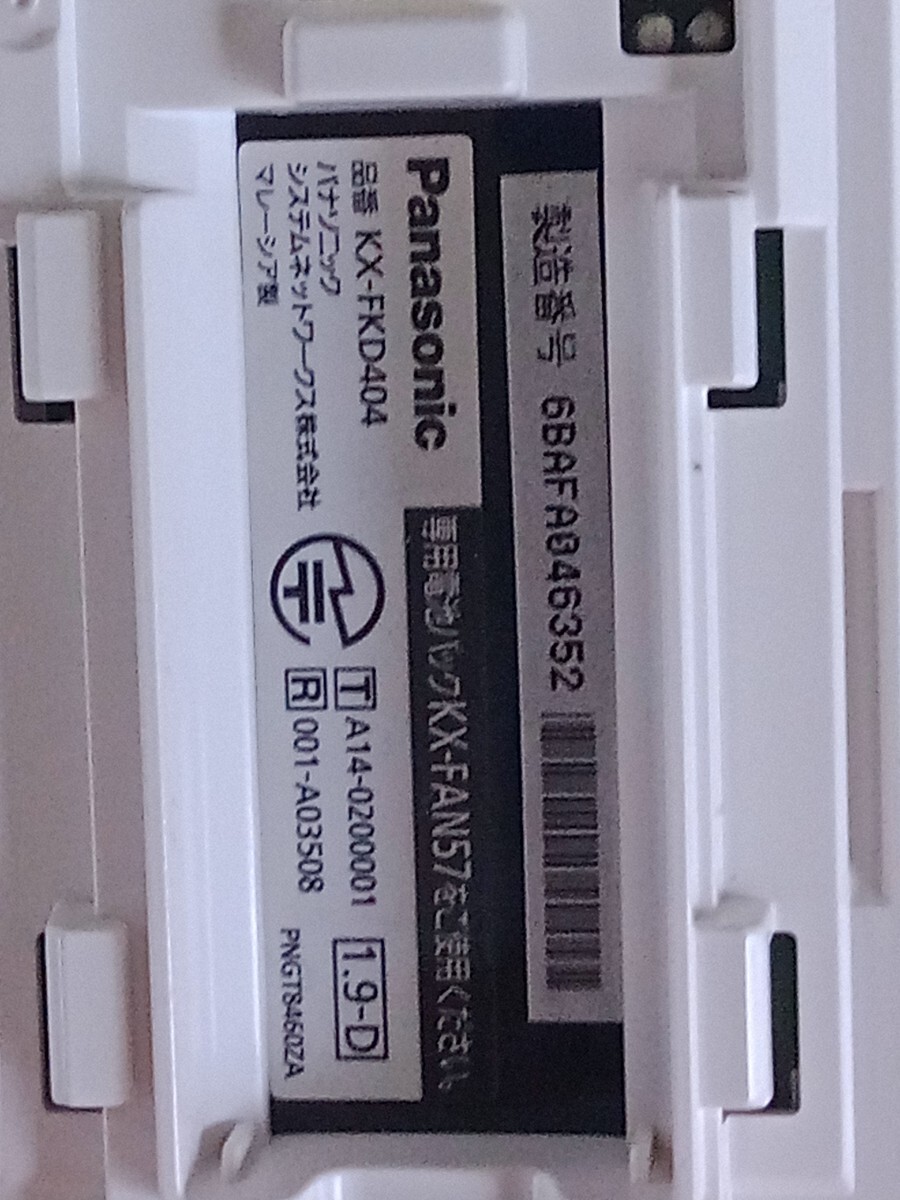 製造番号 6BAFA046352
Panasonic
専用電池パックKX-FAN57をご使用ください。
品番 KX-FKD404
パナソニック
システムネットワークス株式会社
マレーシア製
T A14-0200001
R 001-A03508
1.9-D
PNGT8460ZA